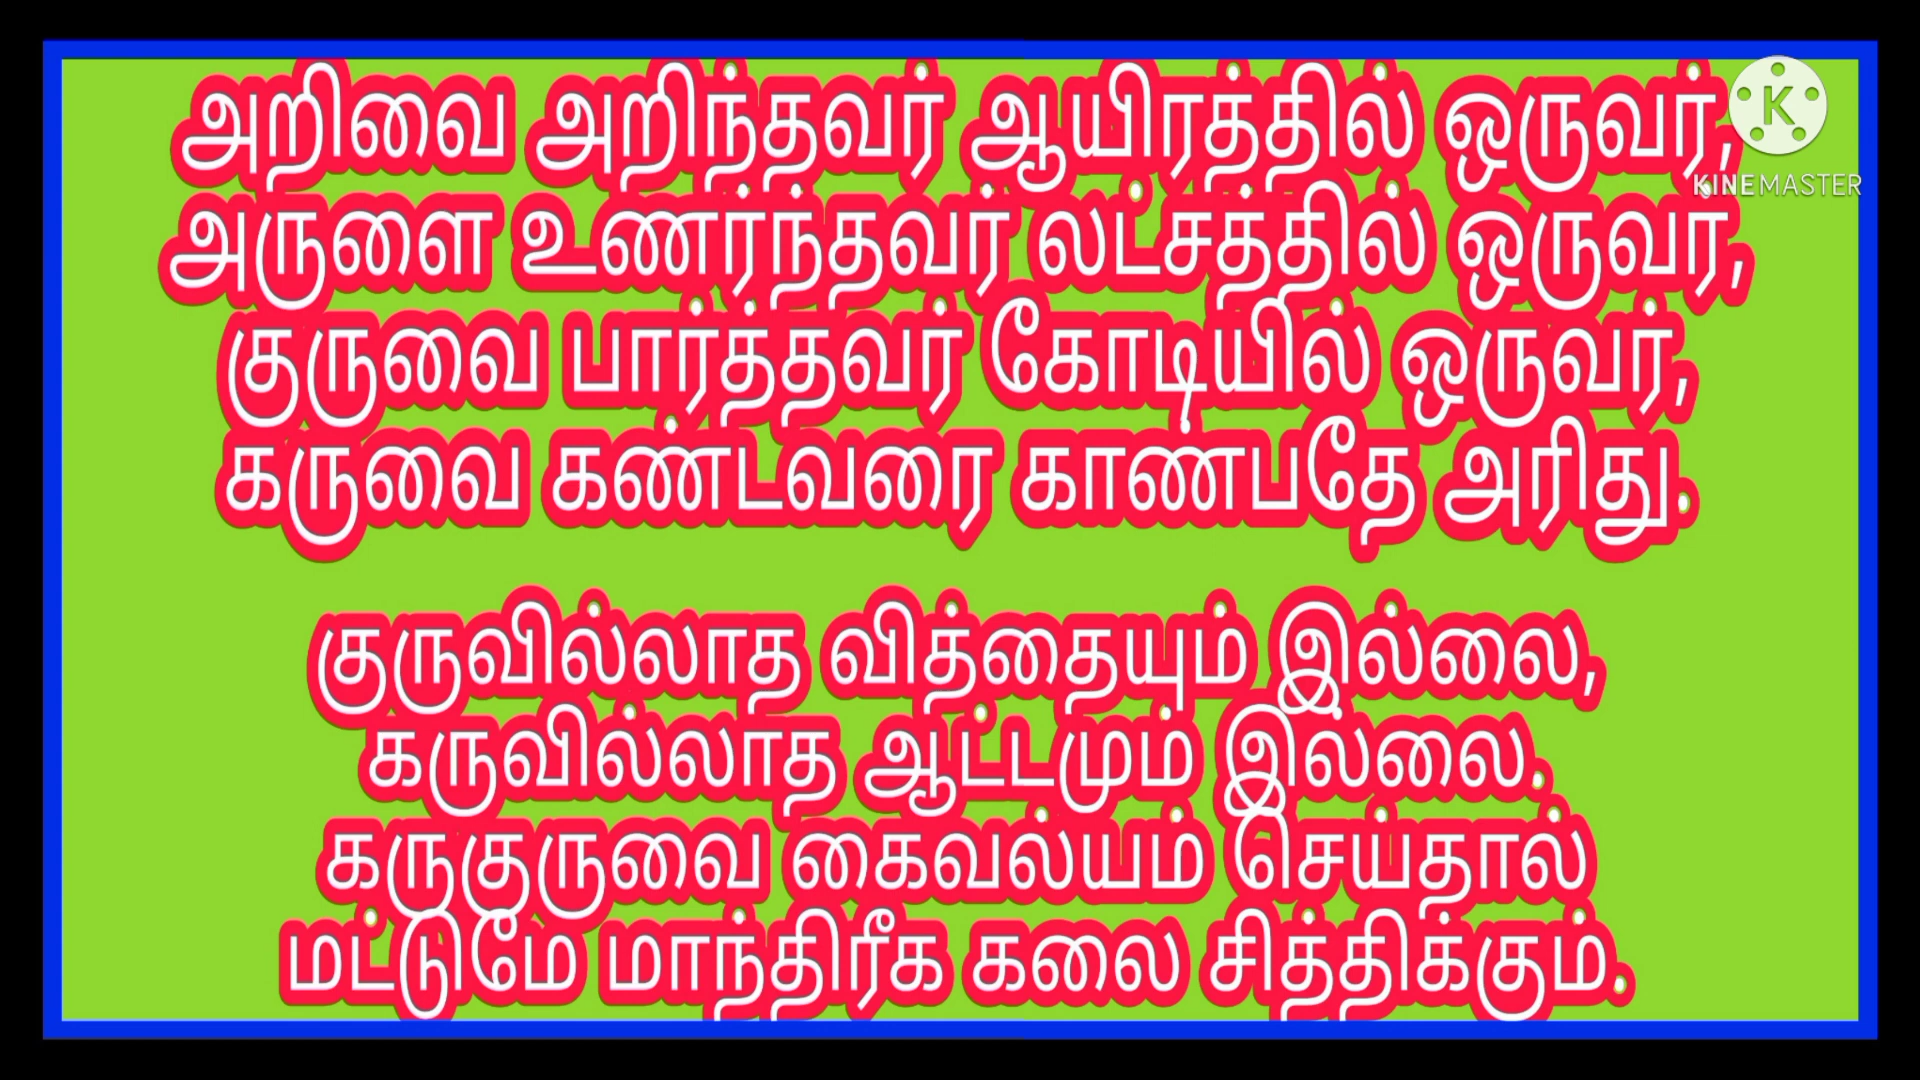 அறிவை அறிந்தவர் ஆயிரத்தில் ஒருவர்,
அருளை உணர்ந்தவர் லட்சத்தில் ஒருவர்,
குருவை பார்த்தவர் கோடியில் ஒருவர்,
கருவை கண்டவரை காண்பதே அரிது.
குருவில்லாத வித்தையும் இல்லை,
கருவில்லாத ஆட்டமும் இல்லை.
கருகுருவை கைவல்யம் செய்தால்
மட்டுமே மாந்திரீக கலை சித்திக்கும்.
K
KINEMASTER